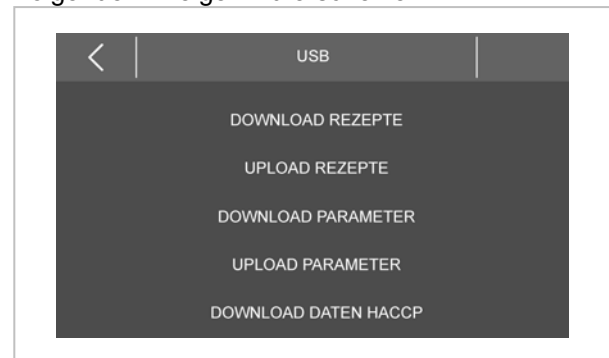 USB
DOWNLOAD REZEPTE
UPLOAD REZEPTE
DOWNLOAD PARAMETER
UPLOAD PARAMETER
DOWNLOAD DATEN HACCP